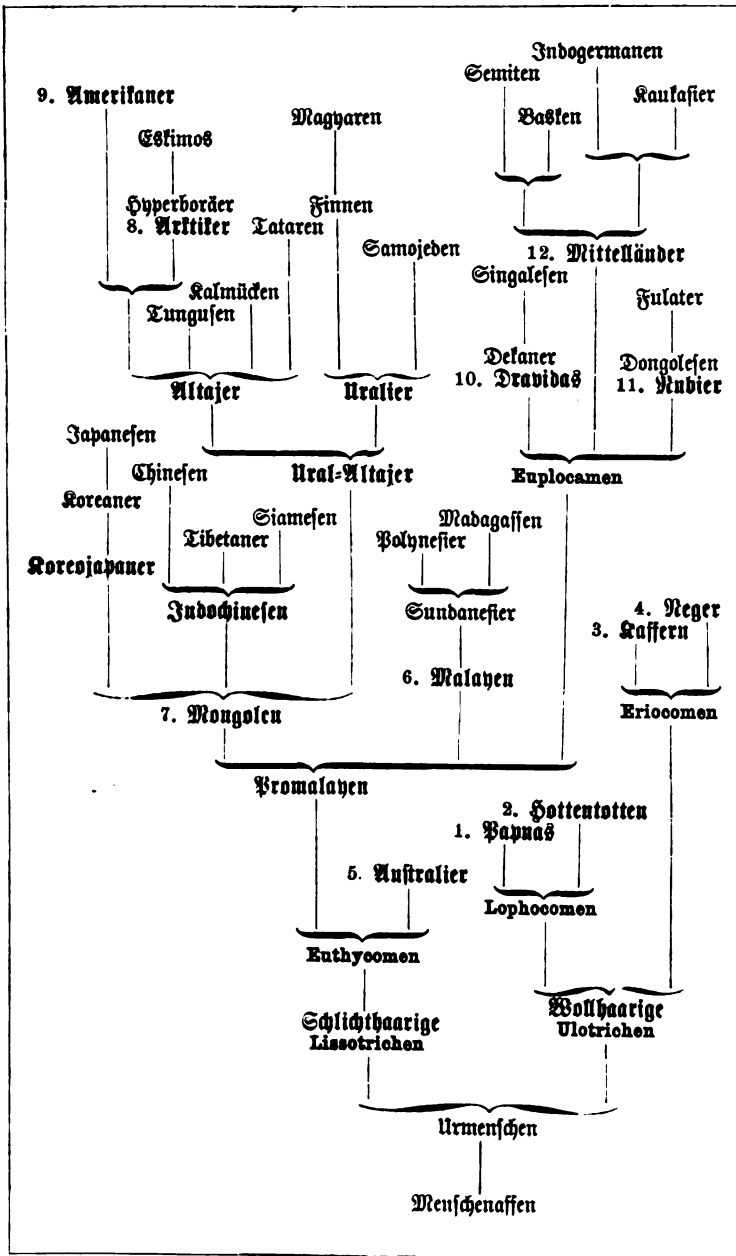 Indogermanen
Semiten
9. Amerikaner
Kaukasier
Magyaren
Basken
Eskimos
Hyperboräer
8. Arktiker
Finnen
Tataren
Samojeden
12. Mittelländer
Singalesen
Kalmücken
Tungusen
Fulater
Dekaner
10. Dravidas
Dongolesen
11. Nubier
Altajer
Uralier
Japanesen
Chinesen
Ural=Altajer
Euplocamen
Koreaner
Siamesen
Madagassen
Tibetaner
Polynesier
Koreojapaner
Indochinesen
Sundanesier
4. Neger
3. Kaffern
6. Malayen
7. Mongolen
Eriocomen
Promalayen
2. Hottentotten
1. Papuas
5. Australier
Lophocomen
Euthycomen
Schlichthaarige
Lissotrichen
Wollhaarige
Ulotrichen
Urmenschen
Menschenaffen